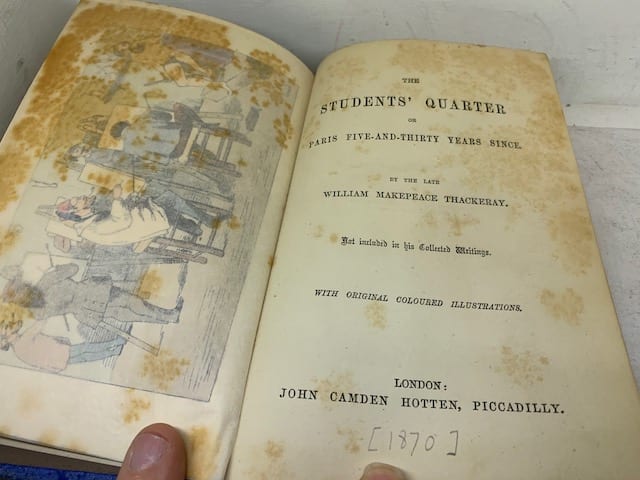 THE
STUDENTS' QUARTER
OR
PARIS FIVE-AND-THIRTY YEARS SINCE.
BY THE LATE
WILLIAM MAKEPEACE THACKERAY.
Not included in his Collected Writings.
WITH ORIGINAL COLOURED ILLUSTRATIONS.
LONDON:
JOHN CAMDEN HOTTEN, PICCADILLY.
[1870]